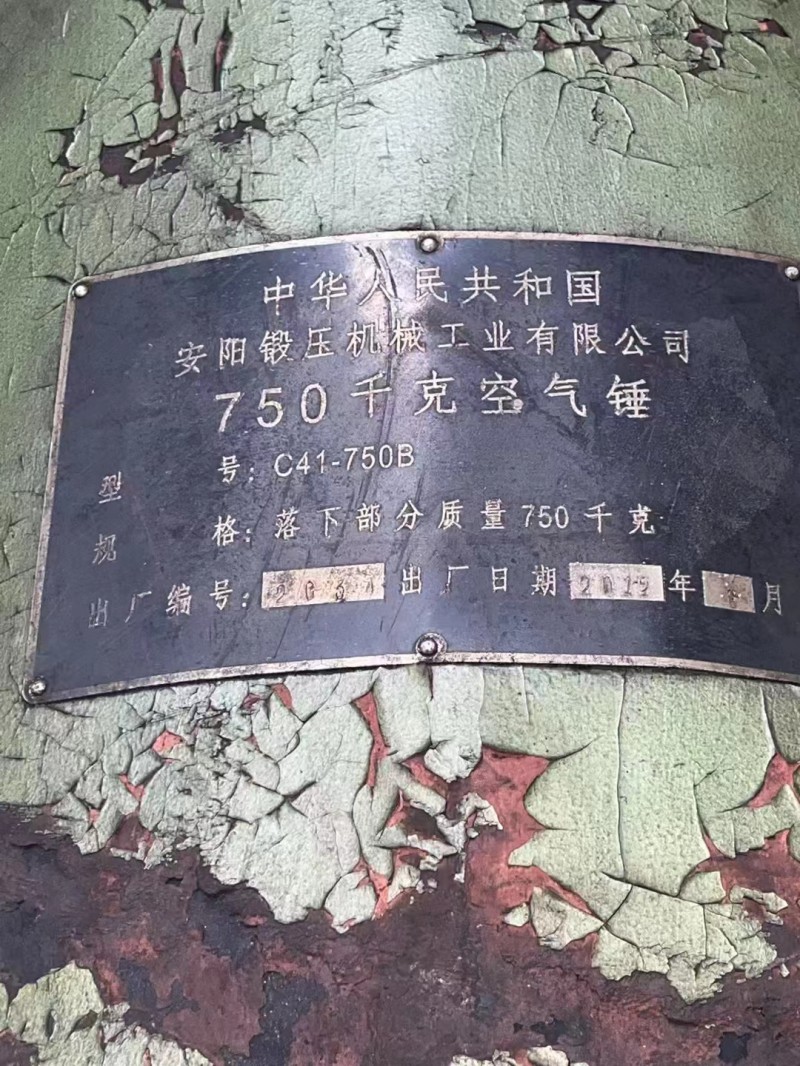 中华人民共和国
安阳锻压机械工业有限公司
750千克空气锤
型号：C41-750B
规格：落下部分质量750千克
出厂编号： 出厂日期 年 月